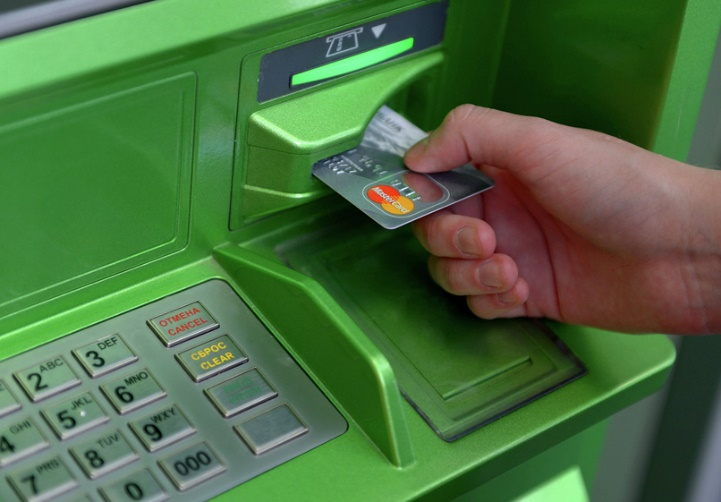 MasterCard
ОТМЕНА
CANCEL
СБРОС
CLEAR
2 ABC
3 DEF
5 JKL
6 MNO
4 GHI
8 TUV
9 WXY
7 PRS
0
000